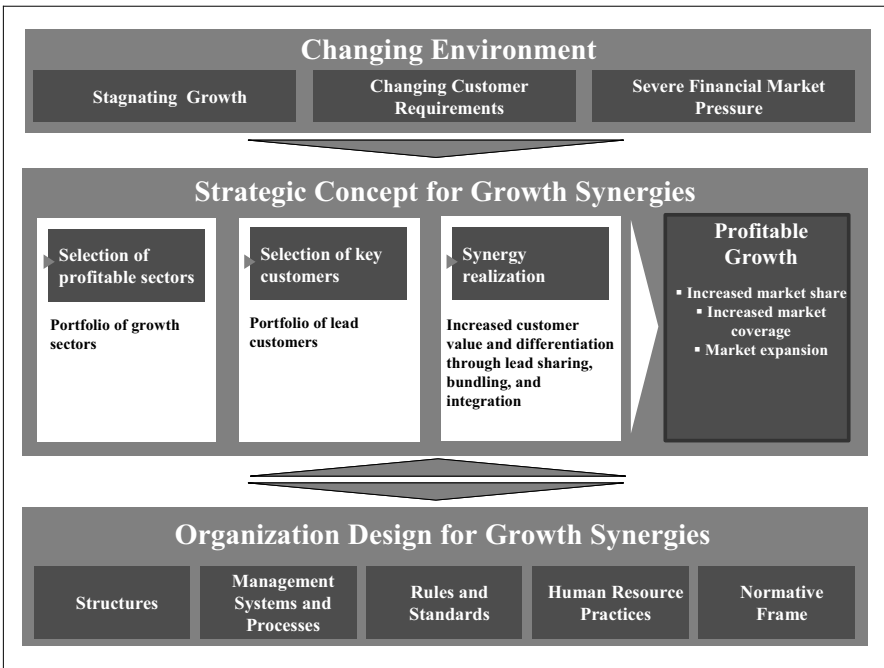 Changing Environment
Stagnating Growth
Changing Customer
Requirements
Severe Financial Market
Pressure
Strategic Concept for Growth Synergies
Selection of
profitable sectors
Portfolio of growth
sectors
Selection of key
customers
Portfolio of lead
customers
Synergy
realization
Increased customer
value and differentiation
through lead sharing,
bundling, and
integration
Profitable
Growth
▪ Increased market share
▪ Increased market
coverage
▪ Market expansion
Organization Design for Growth Synergies
Structures
Management
Systems and
Processes
Rules and
Standards
Human Resource
Practices
Normative
Frame